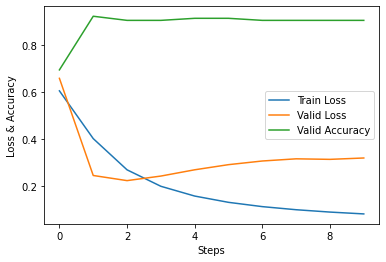 0.8
0.6
0.4
0.2
Loss & Accuracy
Train Loss
Valid Loss
Valid Accuracy
0 2 4 6 8
Steps